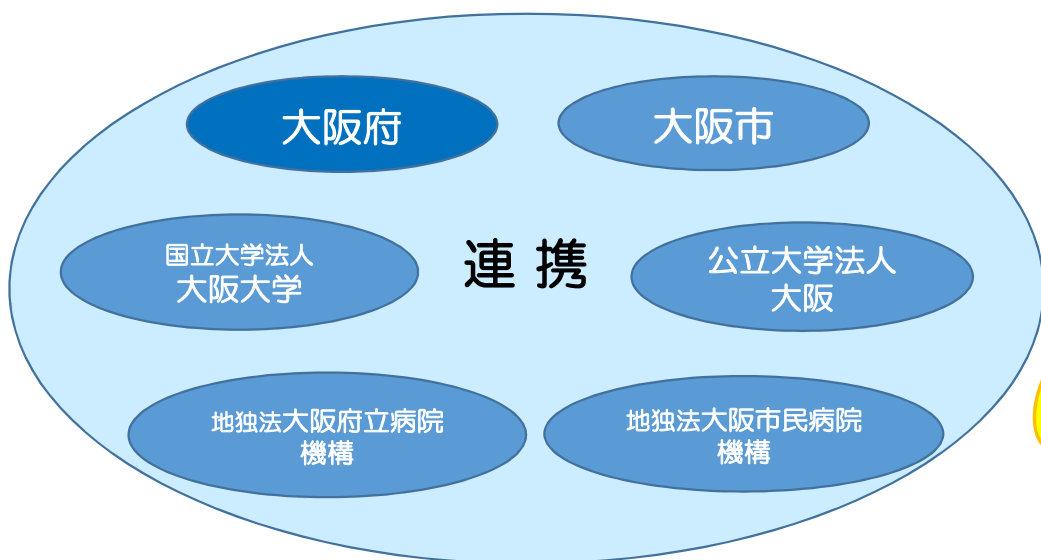 大阪府
大阪市
国立大学法人
大阪大学
連携
公立大学法人
大阪
地独法大阪府立病院
機構
地独法大阪市民病院
機構